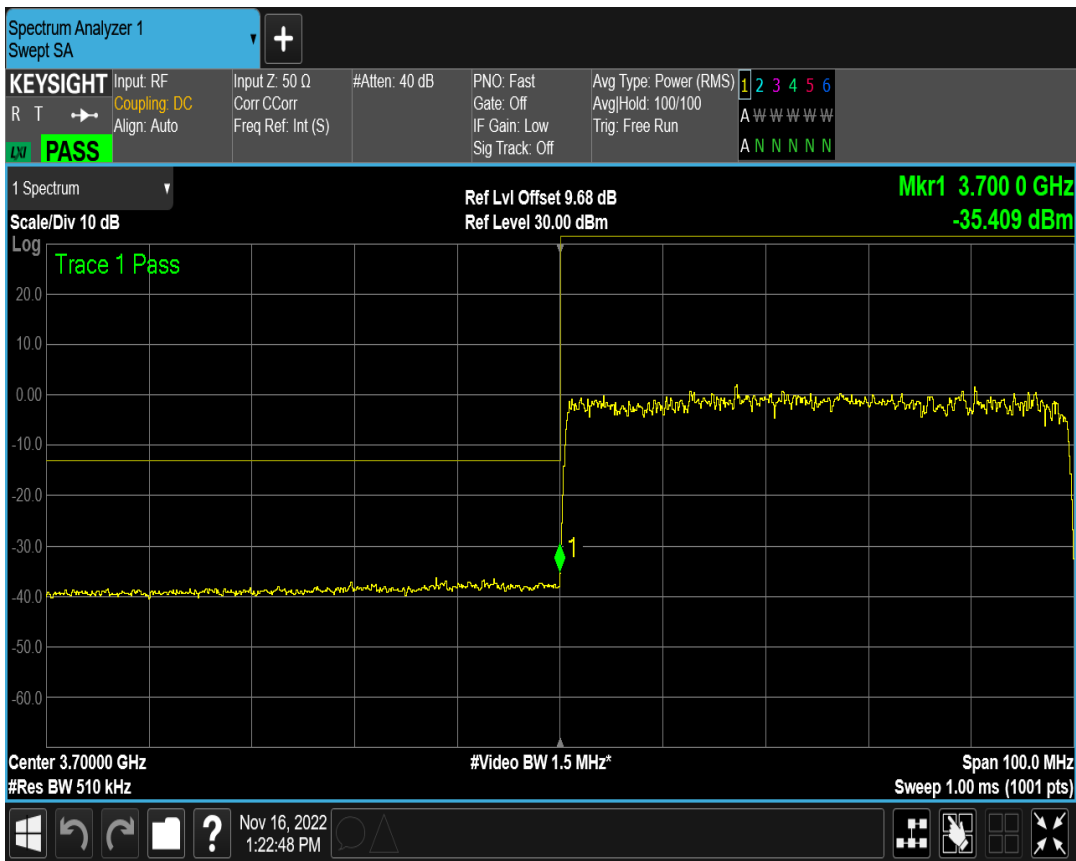 Spectrum Analyzer 1
Swept SA
+
KEYSIGHT
R T
LXI PASS
Input: RF
Coupling: DC
Align: Auto
Input Z: 50 Ω
Corr CCorr
Freq Ref: Int (S)
#Atten: 40 dB
PNO: Fast
Gate: Off
IF Gain: Low
Sig Track: Off
Avg Type: Power (RMS)
Avg|Hold: 100/100
Trig: Free Run
1 2 3 4 5 6
A W W W W W
A N N N N N
1 Spectrum
Scale/Div 10 dB
Ref Lvl Offset 9.68 dB
Ref Level 30.00 dBm
Mkr1 3.700 0 GHz
-35.409 dBm
Log
Trace 1 Pass
20.0
10.0
0.00
-10.0
-20.0
-30.0
-40.0
-50.0
-60.0
1
Center 3.70000 GHz
#Res BW 510 kHz
#Video BW 1.5 MHz*
Span 100.0 MHz
Sweep 1.00 ms (1001 pts)
?
Nov 16, 2022
1:22:48 PM